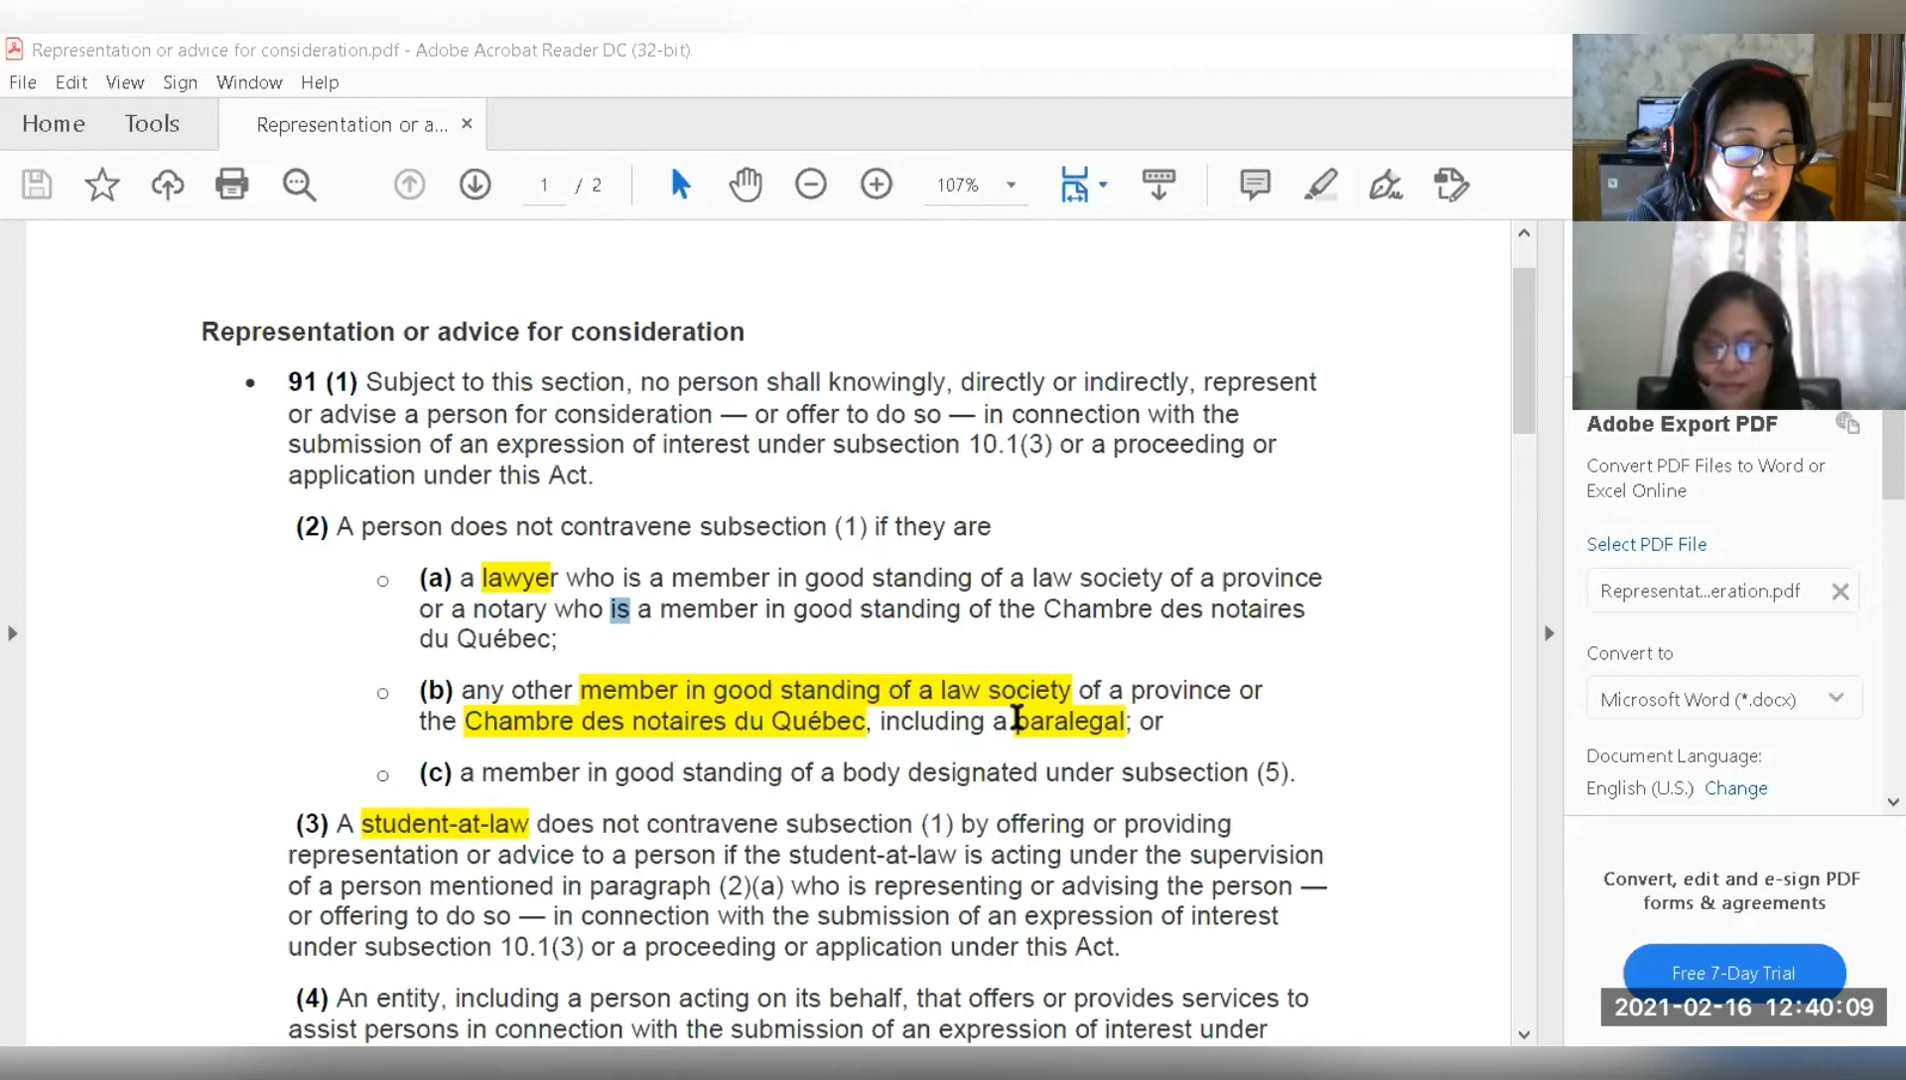 Representation or advice for consideration.pdf - Adobe Acrobat Reader DC (32-bit)
File Edit View Sign Window Help
Home Tools Representation or a... ×
1 / 2 107%
Representation or advice for consideration
• 91 (1) Subject to this section, no person shall knowingly, directly or indirectly, represent
or advise a person for consideration — or offer to do so — in connection with the
submission of an expression of interest under subsection 10.1(3) or a proceeding or
application under this Act.
(2) A person does not contravene subsection (1) if they are
○ (a) a lawyer who is a member in good standing of a law society of a province
or a notary who is a member in good standing of the Chambre des notaires
du Québec;
○ (b) any other member in good standing of a law society of a province or
the Chambre des notaires du Québec, including a paralegal; or
○ (c) a member in good standing of a body designated under subsection (5).
(3) A student-at-law does not contravene subsection (1) by offering or providing
representation or advice to a person if the student-at-law is acting under the supervision
of a person mentioned in paragraph (2)(a) who is representing or advising the person —
or offering to do so — in connection with the submission of an expression of interest
under subsection 10.1(3) or a proceeding or application under this Act.
(4) An entity, including a person acting on its behalf, that offers or provides services to
assist persons in connection with the submission of an expression of interest under
Adobe Export PDF
Convert PDF Files to Word or
Excel Online
Select PDF File
Representat...eration.pdf
Convert to
Microsoft Word (*.docx)
Document Language:
English (U.S.) Change
Convert, edit and e-sign PDF
forms & agreements
Free 7-Day Trial
2021-02-16 12:40:09